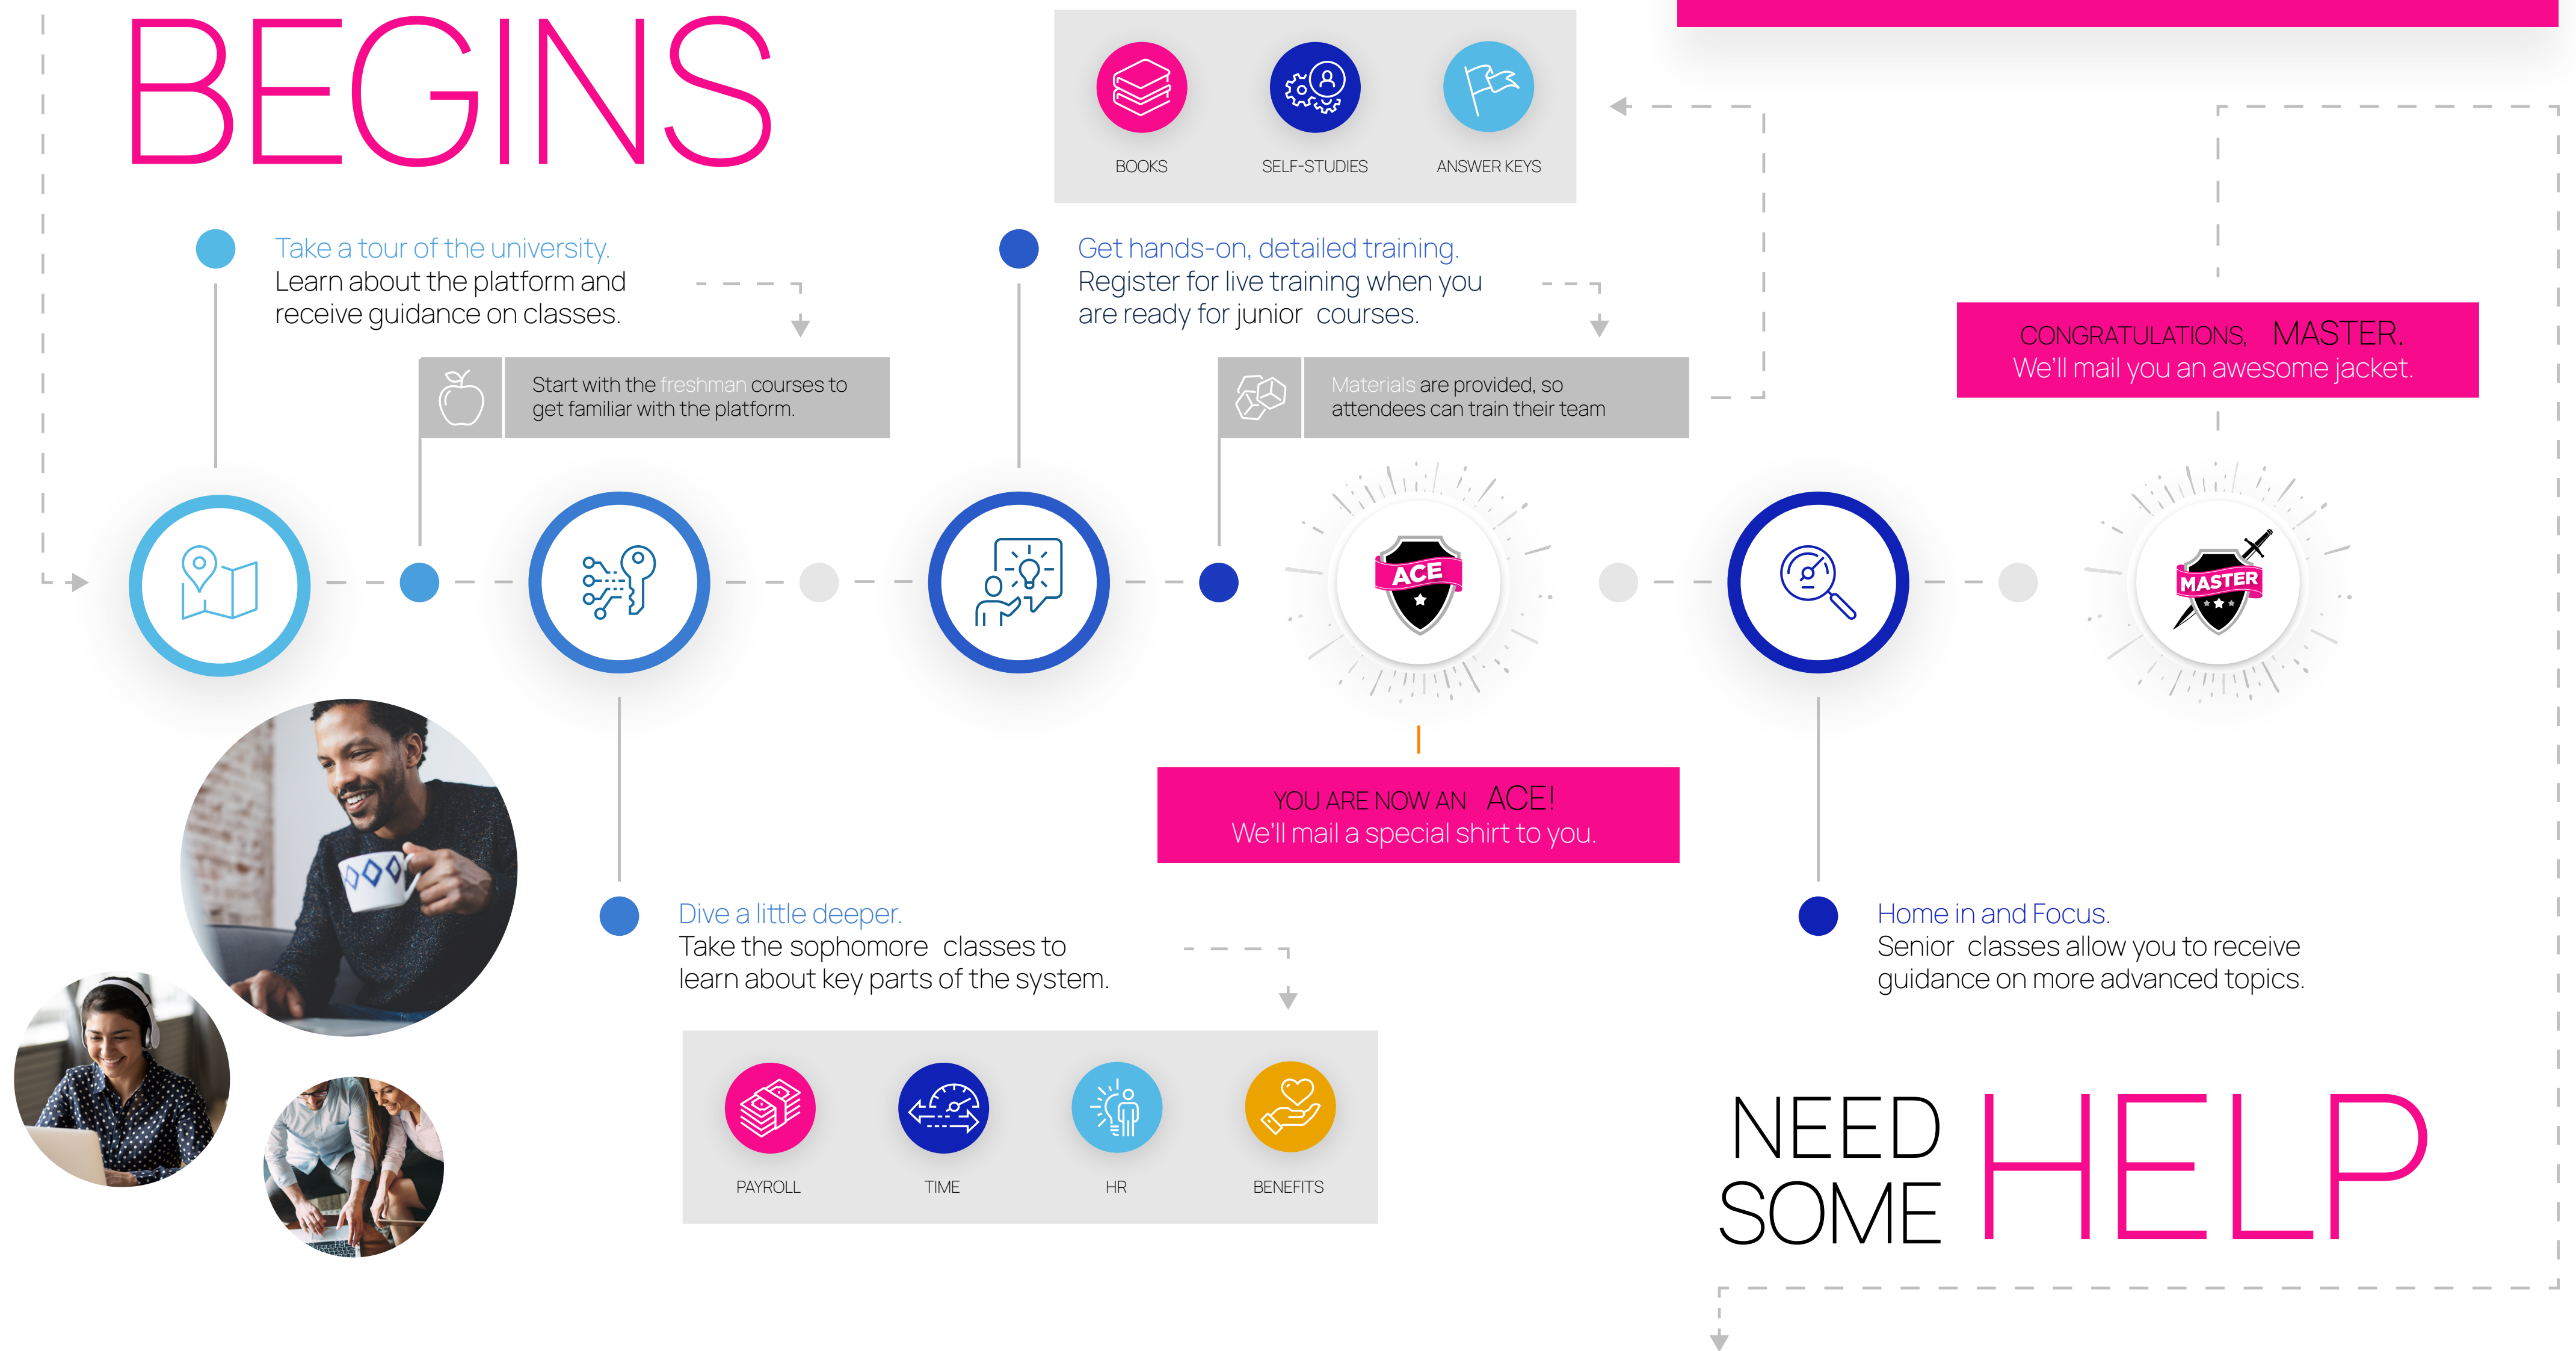 BEGINS
BOOKS
SELF-STUDIES
ANSWER KEYS
Take a tour of the university.
Learn about the platform and
receive guidance on classes.
Start with the freshman courses to
get familiar with the platform.
Get hands-on, detailed training.
Register for live training when you
are ready for junior courses.
Materials are provided, so
attendees can train their team
CONGRATULATIONS, MASTER.
We'll mail you an awesome jacket.
ACE
MASTER
YOU ARE NOW AN ACE!
We'll mail a special shirt to you.
Dive a little deeper.
Take the sophomore classes to
learn about key parts of the system.
PAYROLL
TIME
HR
BENEFITS
Home in and Focus.
Senior classes allow you to receive
guidance on more advanced topics.
NEED
SOME
HELP